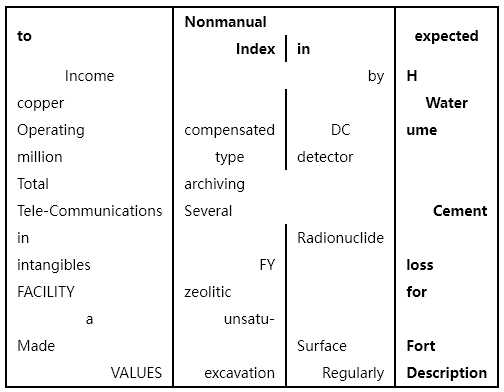 to Nonmanual expected
Index in
Income by H
copper Water
Operating compensated DC ume
million type detector
Total archiving
Tele-Communications Several Cement
in Radionuclide
intangibles FY loss
FACILITY zeolitic for
a unsatu-
Made Surface Fort
VALUES excavation Regularly Description